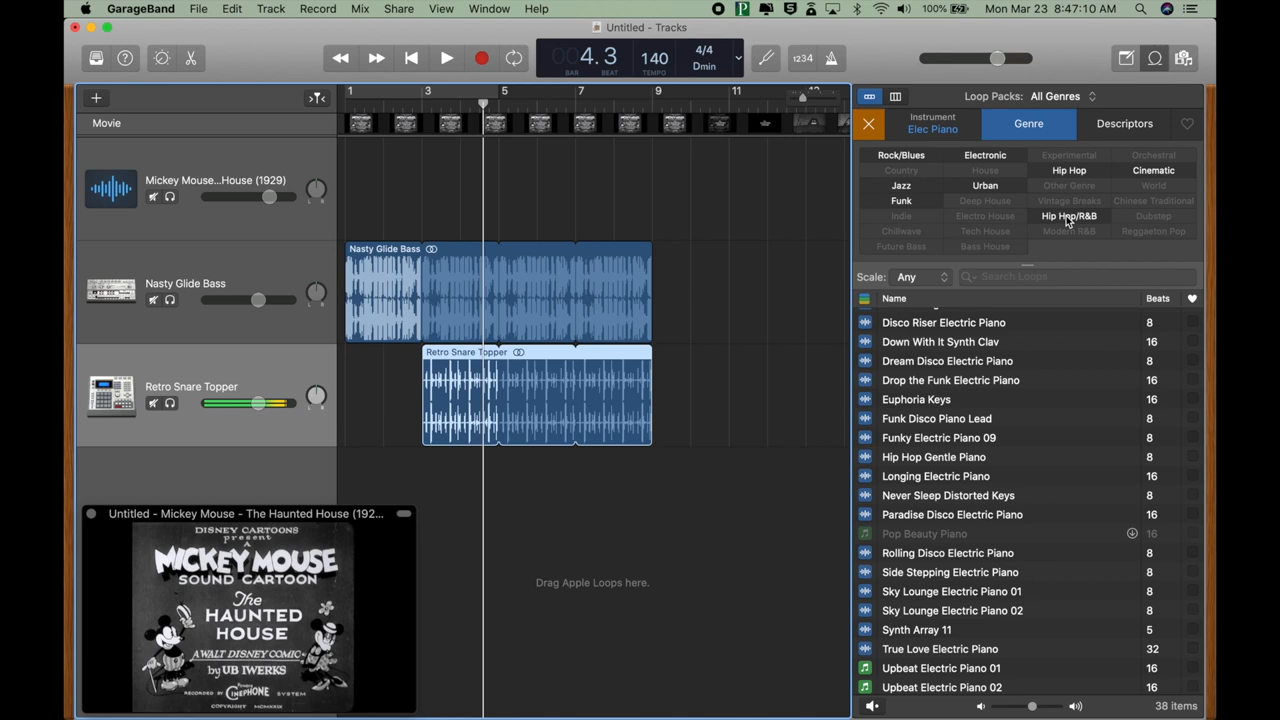 GarageBand File Edit Track Record Mix Share View Window Help
100% Mon Mar 23 8:47:10 AM
Untitled - Tracks
004.3
BAR BEAT
140
TEMPO
4/4
Dmin
1234
1 3 5 7 9 11
Movie
Mickey Mouse...House (1929)
L R
Nasty Glide Bass
L R
Retro Snare Topper
L R
Nasty Glide Bass
Retro Snare Topper
Drag Apple Loops here.
Untitled - Mickey Mouse - The Haunted House (192...
DISNEY CARTOONS
present
A
MICKEY MOUSE
SOUND CARTOON
The
HAUNTED
HOUSE
A WALT DISNEY COMIC
by UB IWERKS
RECORDED BY CINEPHONE SYSTEM
COPYRIGHT MCMXXIX
Loop Packs: All Genres
Instrument
Elec Piano
Genre
Descriptors
Rock/Blues Electronic Experimental Orchestral
Country House Hip Hop Cinematic
Jazz Urban Other Genre World
Funk Deep House Vintage Breaks Chinese Traditional
Indie Electro House Hip Hop/R&B Dubstep
Chillwave Tech House Modern R&B Reggaeton Pop
Future Bass Bass House
Scale: Any Search Loops
Name Beats
Disco Riser Electric Piano 8
Down With It Synth Clav 16
Dream Disco Electric Piano 8
Drop the Funk Electric Piano 16
Euphoria Keys 16
Funk Disco Piano Lead 8
Funky Electric Piano 09 8
Hip Hop Gentle Piano 8
Longing Electric Piano 16
Never Sleep Distorted Keys 8
Paradise Disco Electric Piano 16
Pop Beauty Piano 16
Rolling Disco Electric Piano 8
Side Stepping Electric Piano 8
Sky Lounge Electric Piano 01 8
Sky Lounge Electric Piano 02 8
Synth Array 11 5
True Love Electric Piano 32
Upbeat Electric Piano 01 16
Upbeat Electric Piano 02 16
38 items